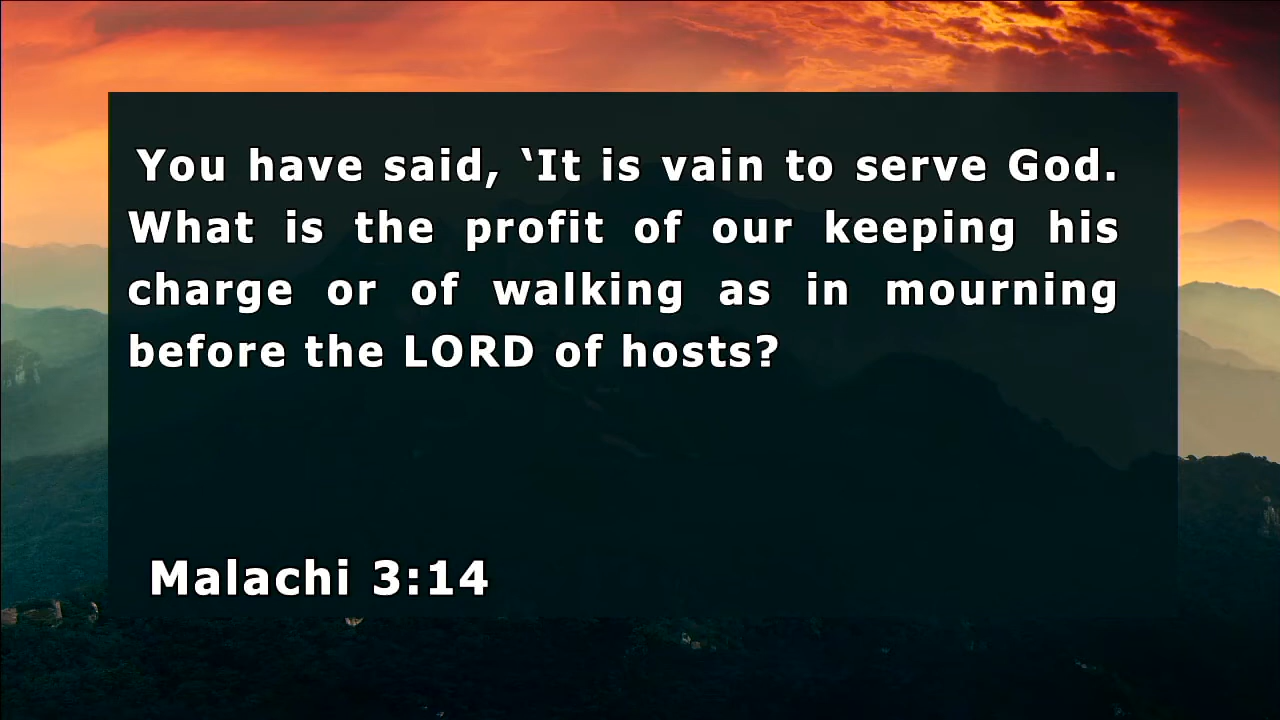 You have said, ‘It is vain to serve God.
What is the profit of our keeping his
charge or of walking as in mourning
before the LORD of hosts?
Malachi 3:14